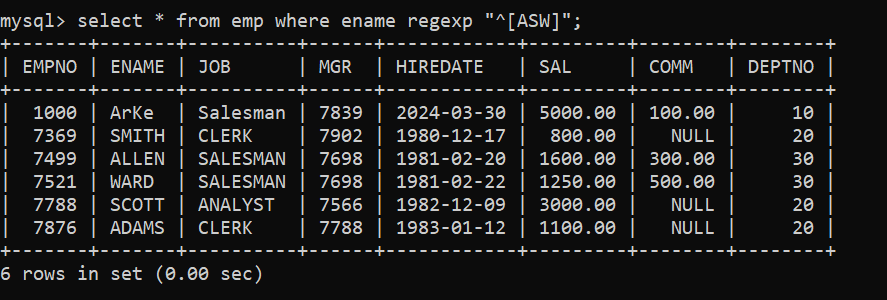 mysql> select * from emp where ename regexp "^[ASW]";
+-------+-------+----------+------+------------+---------+--------+--------+
| EMPNO | ENAME | JOB      | MGR  | HIREDATE   | SAL     | COMM   | DEPTNO |
+-------+-------+----------+------+------------+---------+--------+--------+
|  1000 | ArKe  | Salesman | 7839 | 2024-03-30 | 5000.00 | 100.00 |     10 |
|  7369 | SMITH | CLERK    | 7902 | 1980-12-17 |  800.00 |   NULL |     20 |
|  7499 | ALLEN | SALESMAN | 7698 | 1981-02-20 | 1600.00 | 300.00 |     30 |
|  7521 | WARD  | SALESMAN | 7698 | 1981-02-22 | 1250.00 | 500.00 |     30 |
|  7788 | SCOTT | ANALYST  | 7566 | 1982-12-09 | 3000.00 |   NULL |     20 |
|  7876 | ADAMS | CLERK    | 7788 | 1983-01-12 | 1100.00 |   NULL |     20 |
+-------+-------+----------+------+------------+---------+--------+--------+
6 rows in set (0.00 sec)